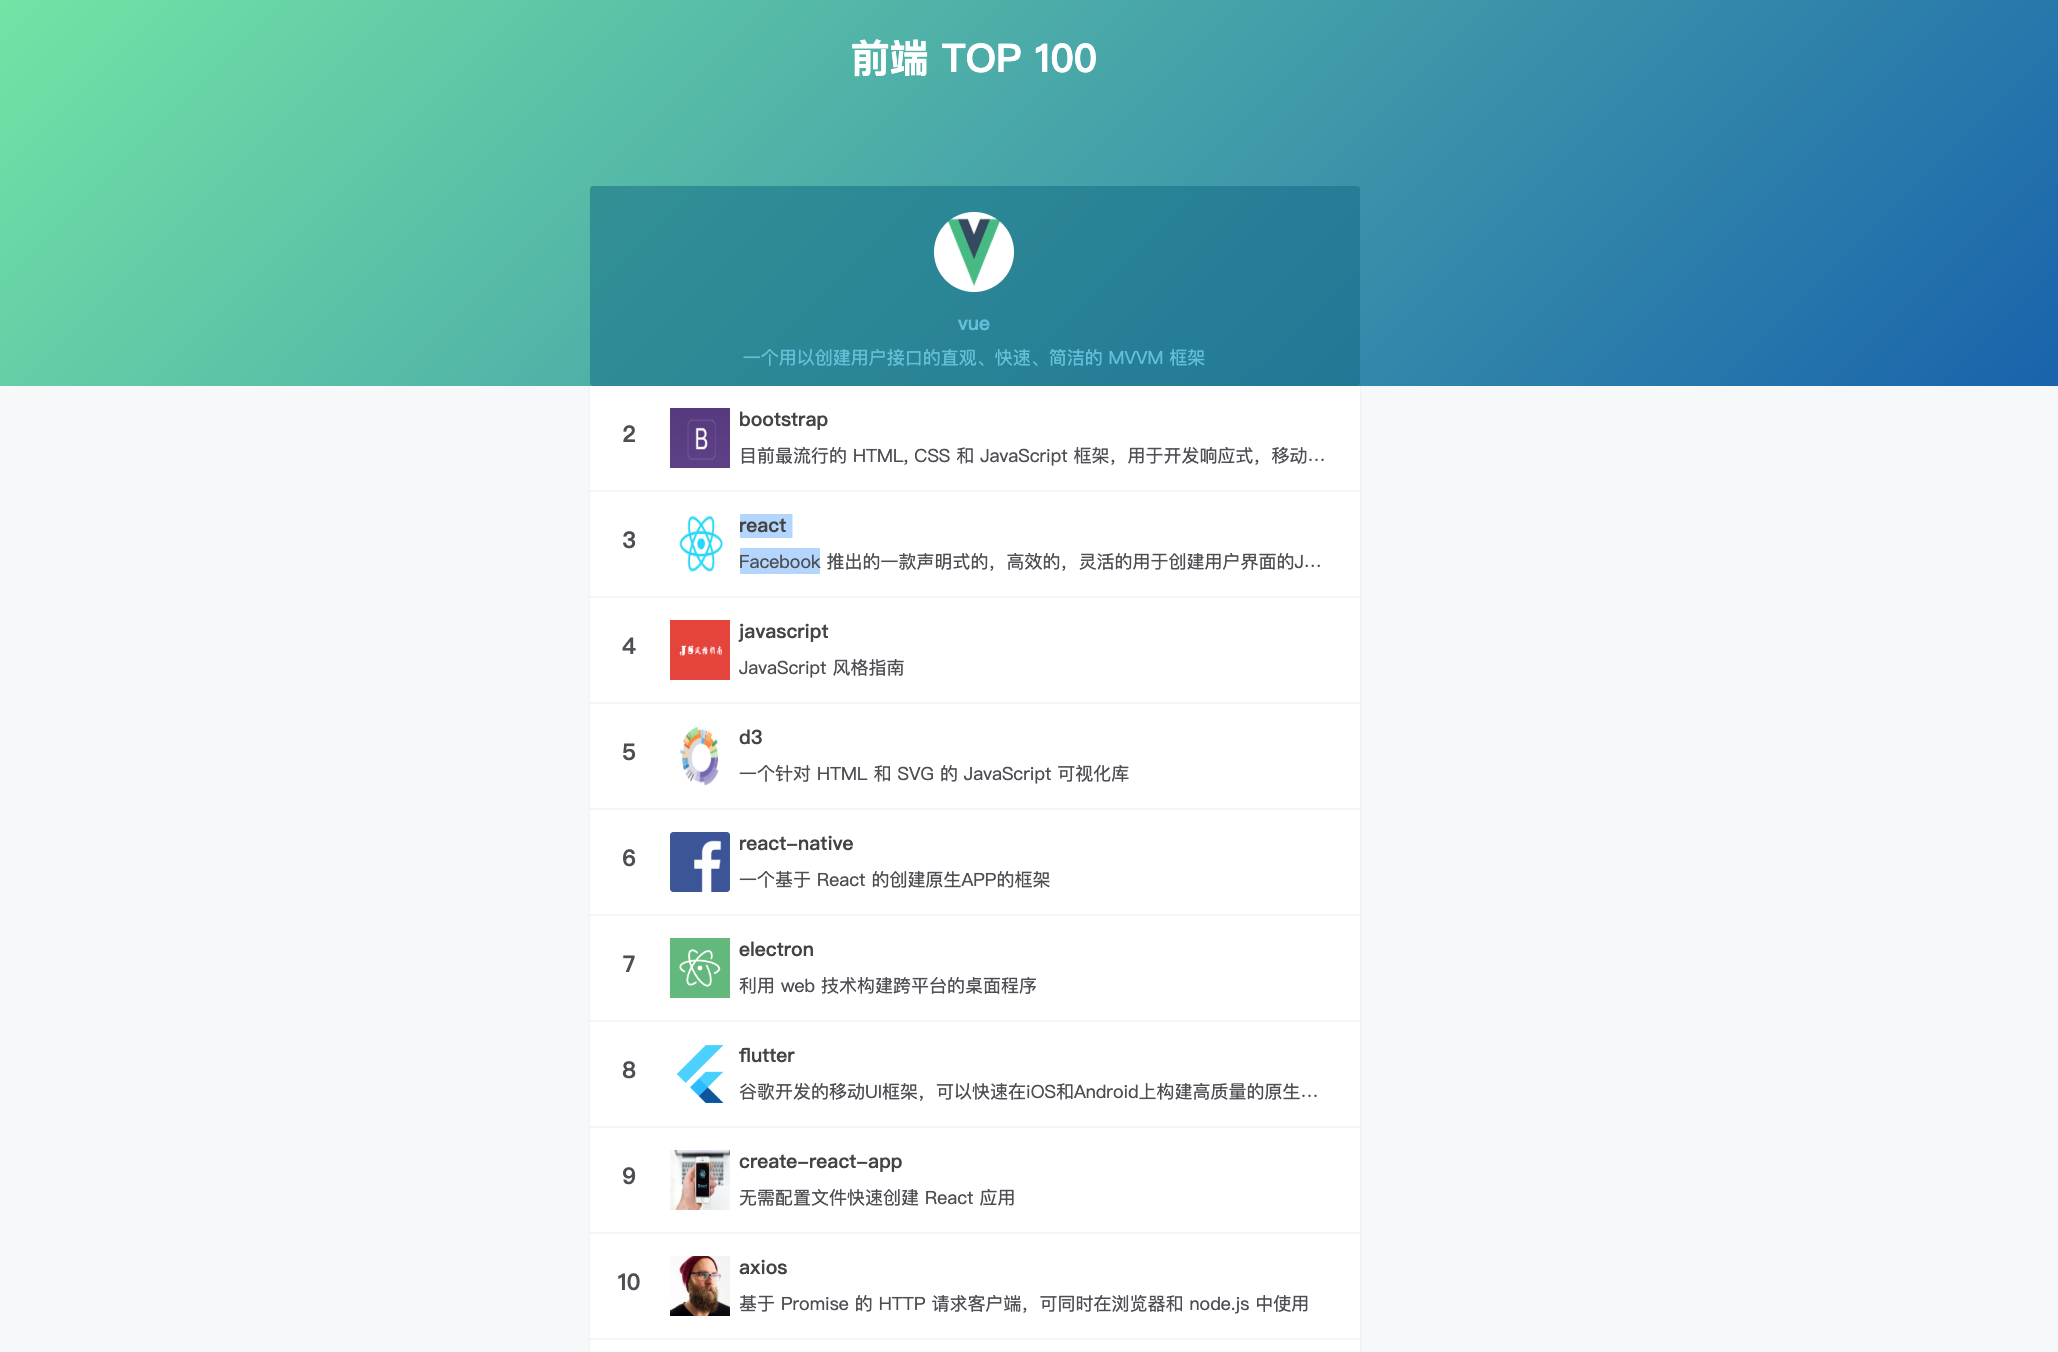 前端 TOP 100
vue
一个用以创建用户接口的直观、快速、简洁的 MVVM 框架
2
B
bootstrap
目前最流行的 HTML, CSS 和 JavaScript 框架，用于开发响应式，移动...
3
react
Facebook 推出的一款声明式的，高效的，灵活的用于创建用户界面的J...
4
JS风格指南
javascript
JavaScript 风格指南
5
d3
一个针对 HTML 和 SVG 的 JavaScript 可视化库
6
react-native
一个基于 React 的创建原生APP的框架
7
electron
利用 web 技术构建跨平台的桌面程序
8
flutter
谷歌开发的移动UI框架，可以快速在iOS和Android上构建高质量的原生...
9
create-react-app
无需配置文件快速创建 React 应用
10
axios
基于 Promise 的 HTTP 请求客户端，可同时在浏览器和 node.js 中使用